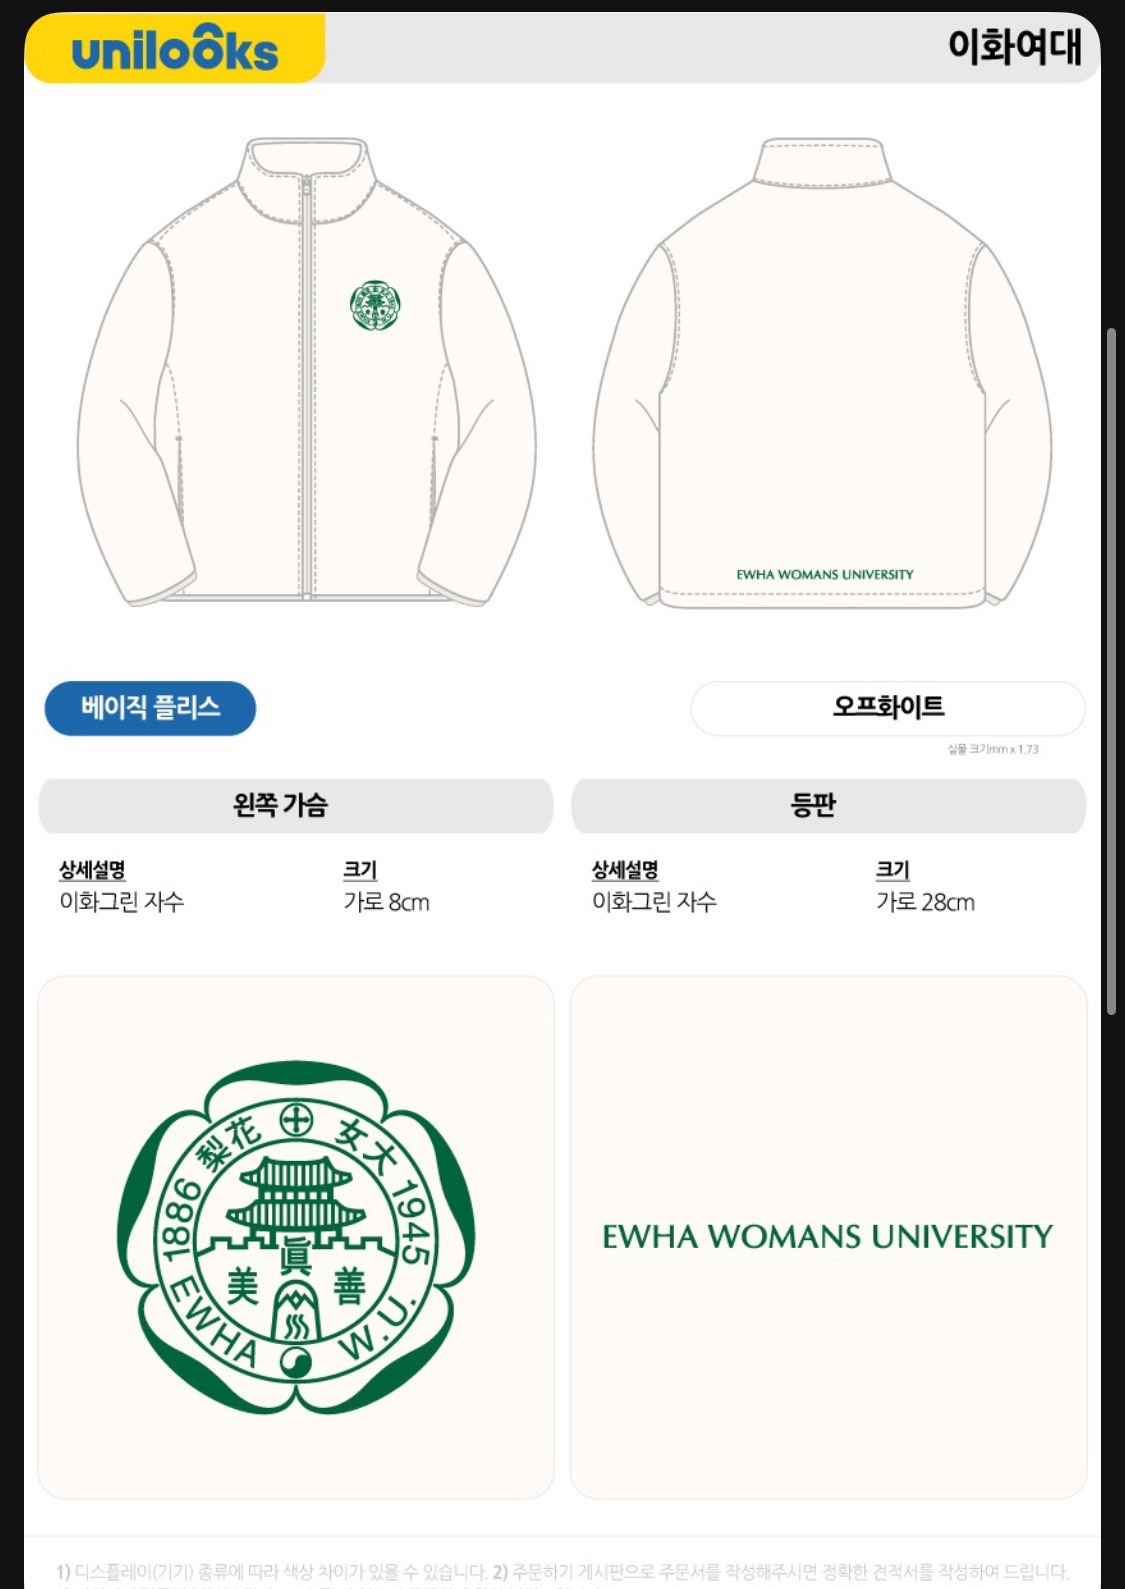 unilooks
이화여대
EWHA WOMANS UNIVERSITY
베이직 플리스
오프화이트
실물 크기mm x 1.73
왼쪽 가슴
등판
상세설명
크기
이화그린 자수
가로 8cm
상세설명
크기
이화그린 자수
가로 28cm
梨花 女大
1886
1945
眞
美 善
EWHA W.U.
EWHA WOMANS UNIVERSITY
1) 디스플레이(기기) 종류에 따라 색상 차이가 있을 수 있습니다. 2) 주문하기 게시판으로 주문서를 작성해주시면 정확한 견적서를 작성하여 드립니다.